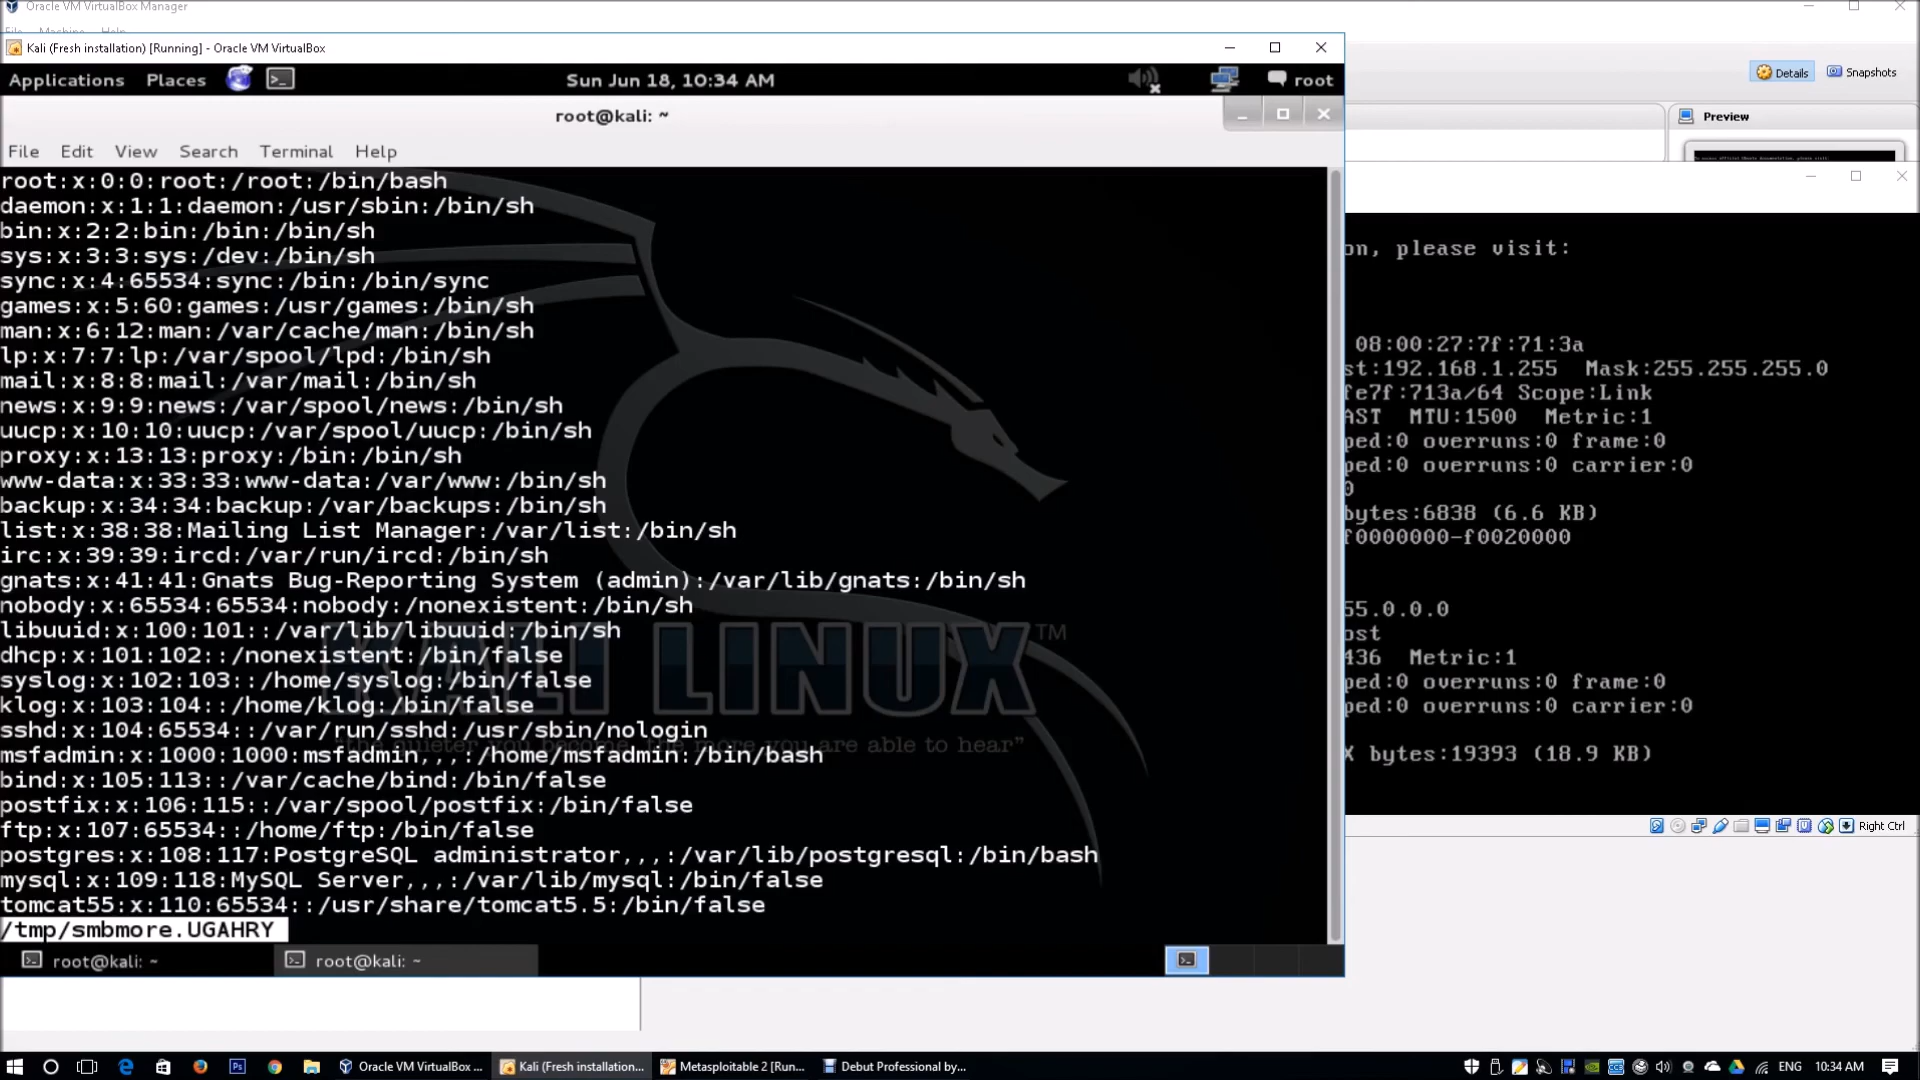 Oracle VM VirtualBox Manager
File Machine Help
Kali (Fresh installation) [Running] - Oracle VM VirtualBox
Applications Places Sun Jun 18, 10:34 AM root
root@kali: ~
File Edit View Search Terminal Help
root:x:0:0:root:/root:/bin/bash
daemon:x:1:1:daemon:/usr/sbin:/bin/sh
bin:x:2:2:bin:/bin:/bin/sh
sys:x:3:3:sys:/dev:/bin/sh
sync:x:4:65534:sync:/bin:/bin/sync
games:x:5:60:games:/usr/games:/bin/sh
man:x:6:12:man:/var/cache/man:/bin/sh
lp:x:7:7:lp:/var/spool/lpd:/bin/sh
mail:x:8:8:mail:/var/mail:/bin/sh
news:x:9:9:news:/var/spool/news:/bin/sh
uucp:x:10:10:uucp:/var/spool/uucp:/bin/sh
proxy:x:13:13:proxy:/bin:/bin/sh
www-data:x:33:33:www-data:/var/www:/bin/sh
backup:x:34:34:backup:/var/backups:/bin/sh
list:x:38:38:Mailing List Manager:/var/list:/bin/sh
irc:x:39:39:ircd:/var/run/ircd:/bin/sh
gnats:x:41:41:Gnats Bug-Reporting System (admin):/var/lib/gnats:/bin/sh
nobody:x:65534:65534:nobody:/nonexistent:/bin/sh
libuuid:x:100:101::/var/lib/libuuid:/bin/sh
dhcp:x:101:102::/nonexistent:/bin/false
syslog:x:102:103::/home/syslog:/bin/false
klog:x:103:104::/home/klog:/bin/false
sshd:x:104:65534::/var/run/sshd:/usr/sbin/nologin
msfadmin:x:1000:1000:msfadmin,,,:/home/msfadmin:/bin/bash
bind:x:105:113::/var/cache/bind:/bin/false
postfix:x:106:115::/var/spool/postfix:/bin/false
ftp:x:107:65534::/home/ftp:/bin/false
postgres:x:108:117:PostgreSQL administrator,,,:/var/lib/postgresql:/bin/bash
mysql:x:109:118:MySQL Server,,,:/var/lib/mysql:/bin/false
tomcat55:x:110:65534::/usr/share/tomcat5.5:/bin/false
/tmp/smbmore.UGAHRY
KALI LINUX™
"the quieter you become, the more you are able to hear"
root@kali: ~ root@kali: ~
Details Snapshots
Preview
on, please visit:
08:00:27:7f:71:3a
st:192.168.1.255 Mask:255.255.255.0
fe7f:713a/64 Scope:Link
AST MTU:1500 Metric:1
ped:0 overruns:0 frame:0
ped:0 overruns:0 carrier:0
0
bytes:6838 (6.6 KB)
f0000000-f0020000
55.0.0.0
ost
436 Metric:1
ped:0 overruns:0 frame:0
ped:0 overruns:0 carrier:0
X bytes:19393 (18.9 KB)
Right Ctrl
Oracle VM VirtualBox ... Kali (Fresh installation... Metasploitable 2 [Run... Debut Professional by... ENG 10:34 AM